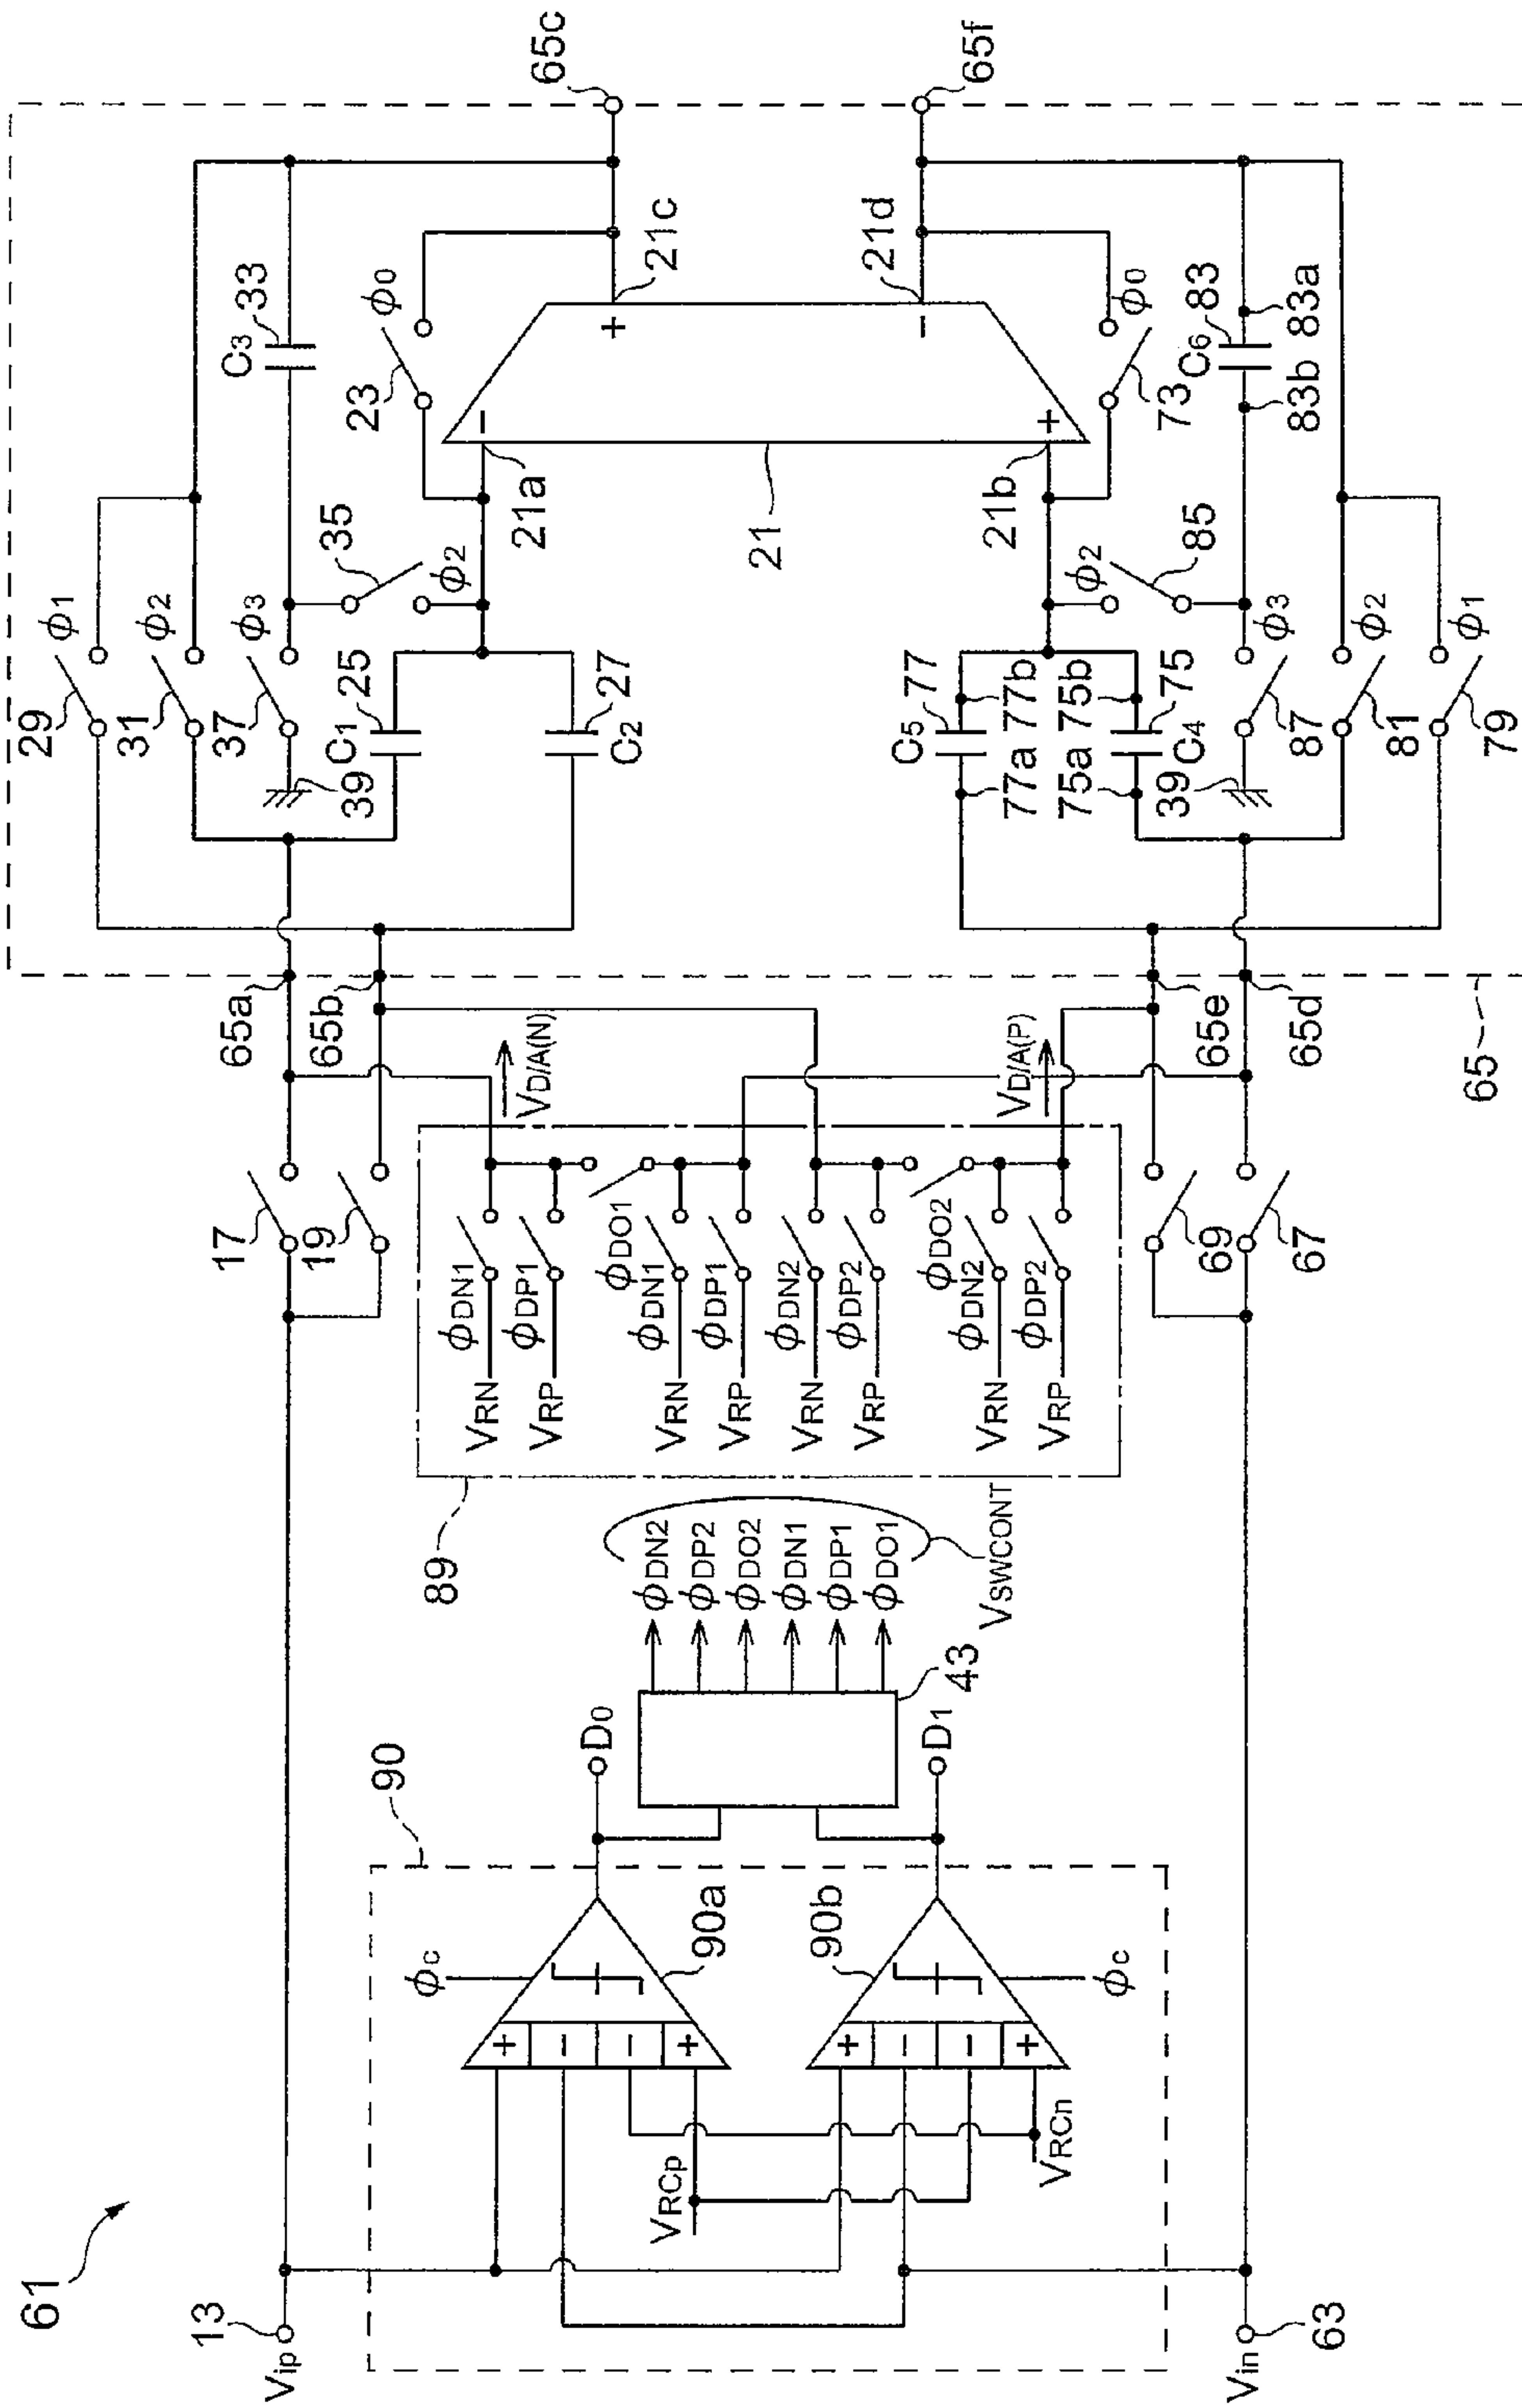 61
13
Vip
63
Vin
90
ϕc
90a
+
−
−
+
VRCp
90b
ϕc
+
−
−
+
VRCn
D0
D1
43
ϕDN2
ϕDP2
ϕDO2
ϕDN1
ϕDP1
ϕDO1
VSWCONT
89
VRN
ϕDN1
VRP
ϕDP1
ϕDO1
VRN
ϕDN1
VRP
ϕDP1
VRN
ϕDN2
VRP
ϕDP2
ϕDO2
VRN
ϕDN2
VRP
ϕDP2
VD/A(N)
VD/A(P)
17
19
69
67
65a
65b
65e
65d
65
29
ϕ1
31
ϕ2
37
ϕ3
39
C1
25
C2
27
35
ϕ2
C3
33
23
ϕ0
21a
−
+
21c
21
21b
+
−
21d
65c
65f
73
ϕ0
ϕ2
85
C5
77
77a
77b
75a
75b
C4
75
39
C6
83
83b
83a
87
ϕ3
81
ϕ2
79
ϕ1